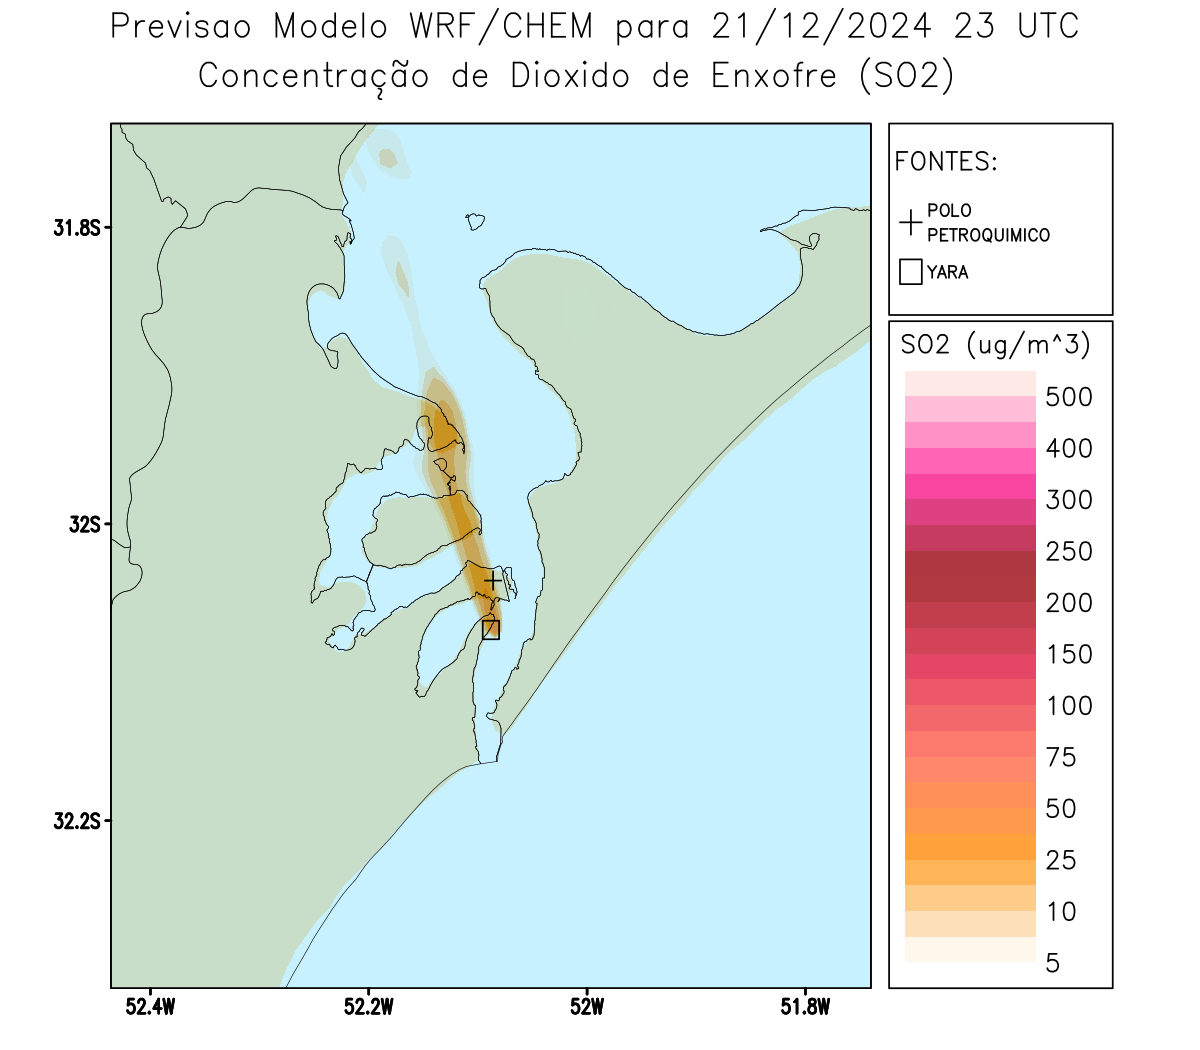 Previsao Modelo WRF/CHEM para 21/12/2024 23 UTC
Concentração de Dioxido de Enxofre (SO2)
FONTES:
POLO
PETROQUIMICO
YARA
SO2 (ug/m^3)
500
400
300
250
200
150
100
75
50
25
10
5
31.8S
32S
32.2S
52.4W
52.2W
52W
51.8W